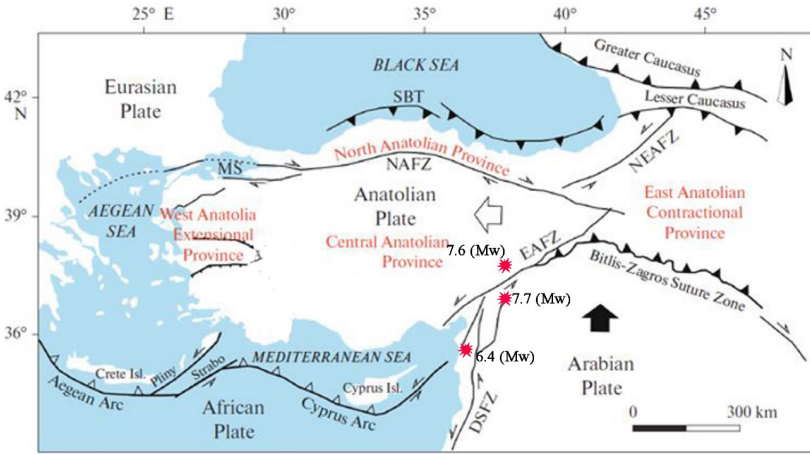 25° E
30°
35°
40°
45°
42°
N
39°
36°
Eurasian
Plate
BLACK SEA
SBT
Greater Caucasus
Lesser Caucasus
N
MS
North Anatolian Province
NAFZ
NEAFZ
AEGEAN
SEA
West Anatolia
Extensional
Province
Anatolian
Plate
Central Anatolian
Province
East Anatolian
Contractional
Province
7.6 (Mw)
EAFZ
Bitlis-Zagros Suture Zone
7.7 (Mw)
6.4 (Mw)
MEDITERRANEAN SEA
Crete Isl.
Pliny
Strabo
Aegean Arc
African
Plate
Cyprus Isl.
Cyprus Arc
DSFZ
Arabian
Plate
0
300 km